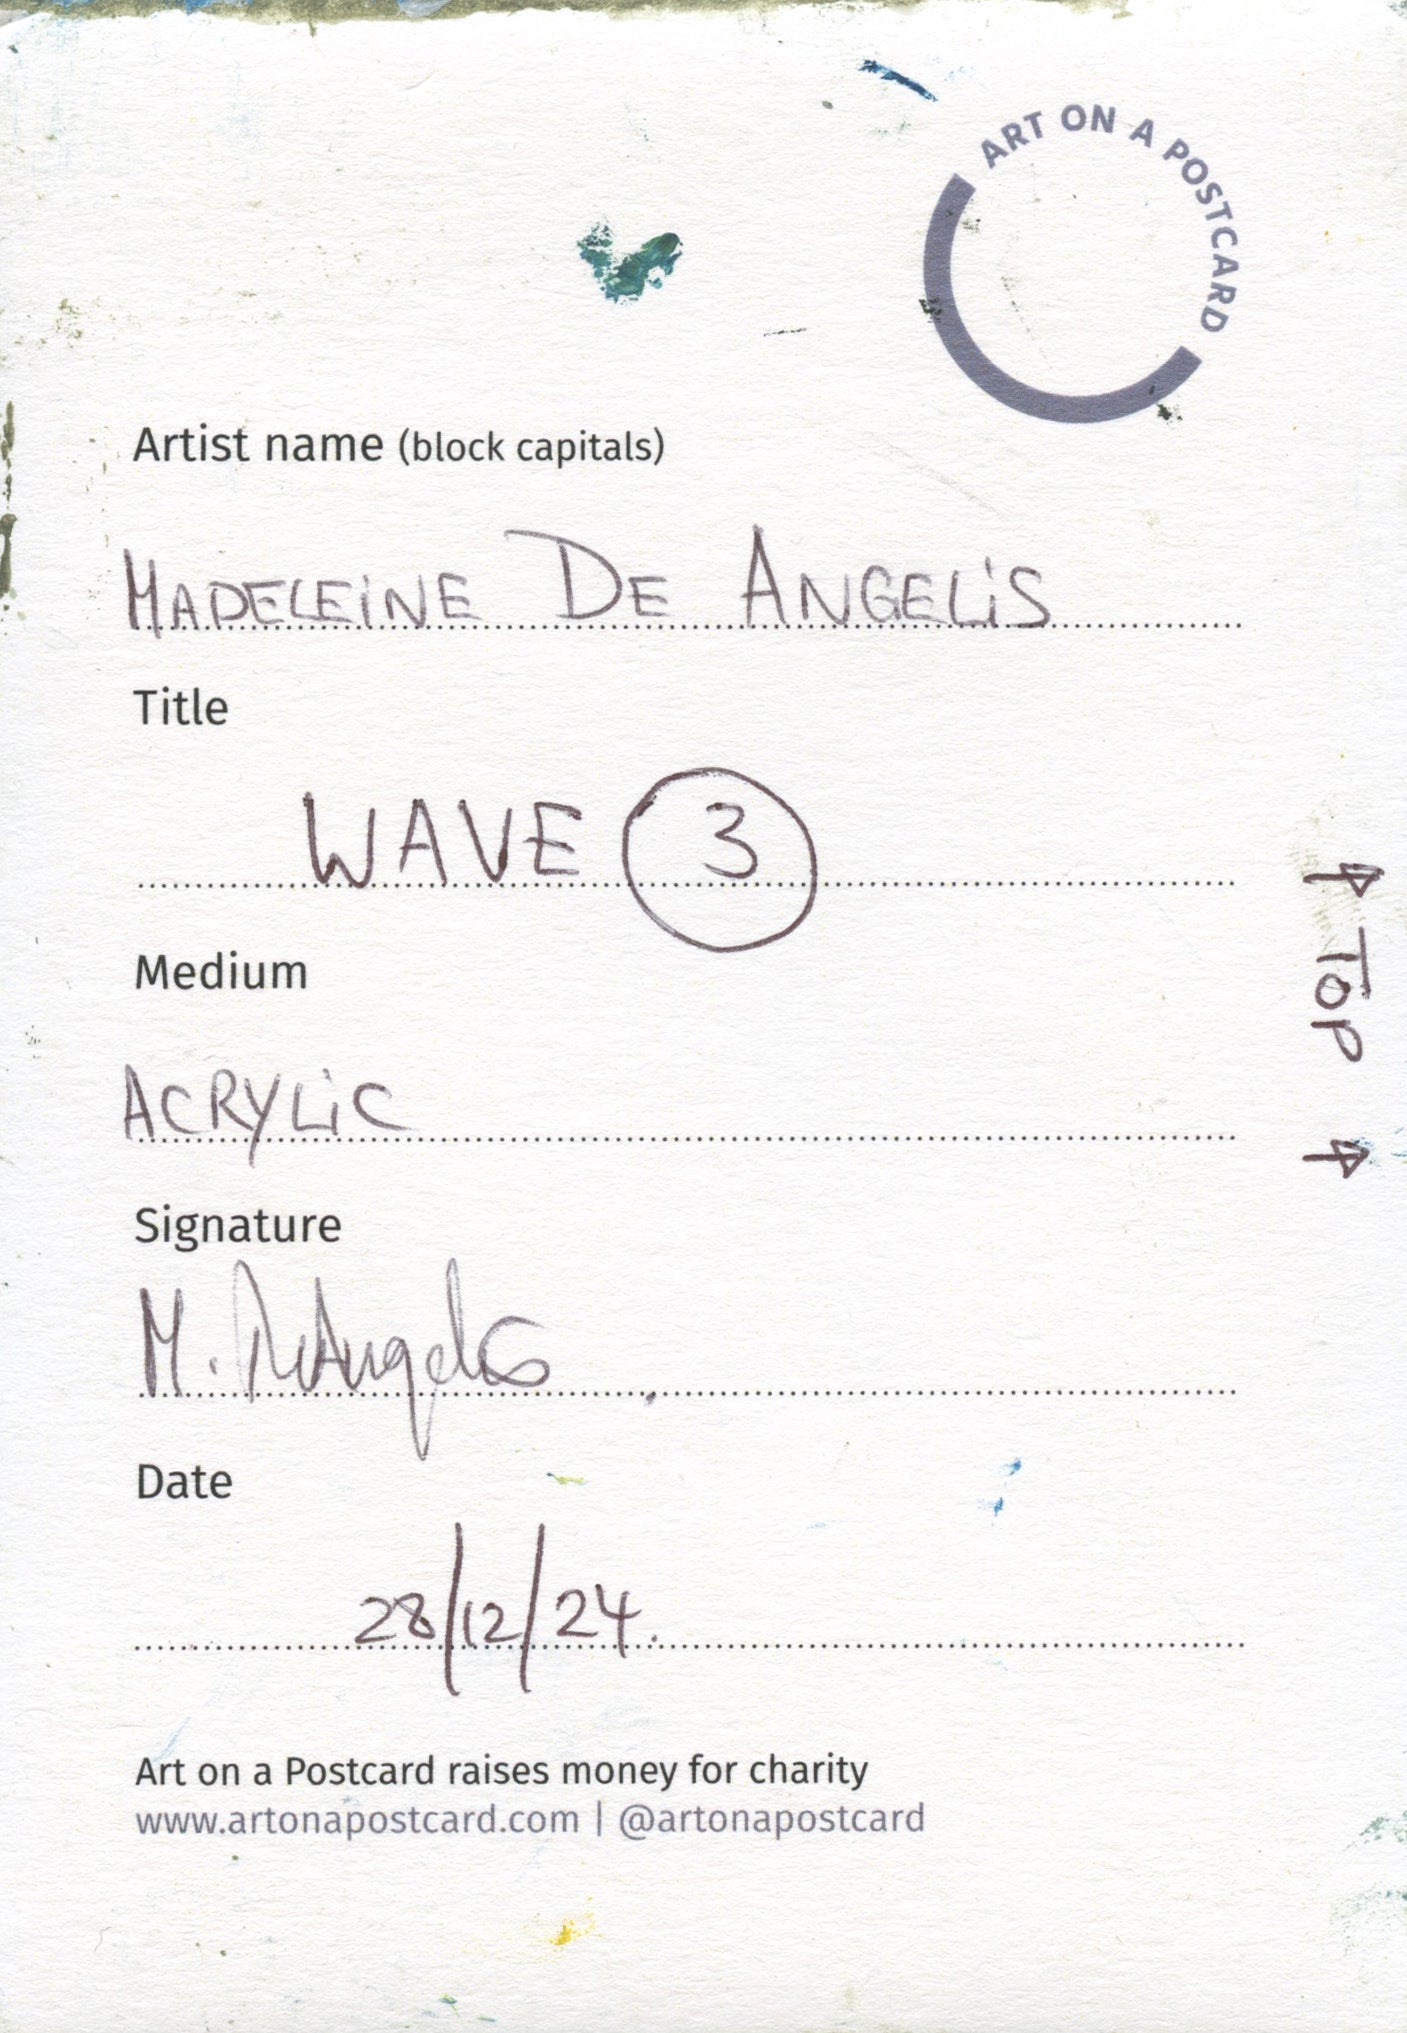 ART ON A POSTCARD
Artist name (block capitals)
MADELEINE DE ANGELIS
Title
WAVE 3
Medium
ACRYLIC
TOP
Signature
M. DeAngelis
Date
28/12/24.
Art on a Postcard raises money for charity
www.artonapostcard.com | @artonapostcard